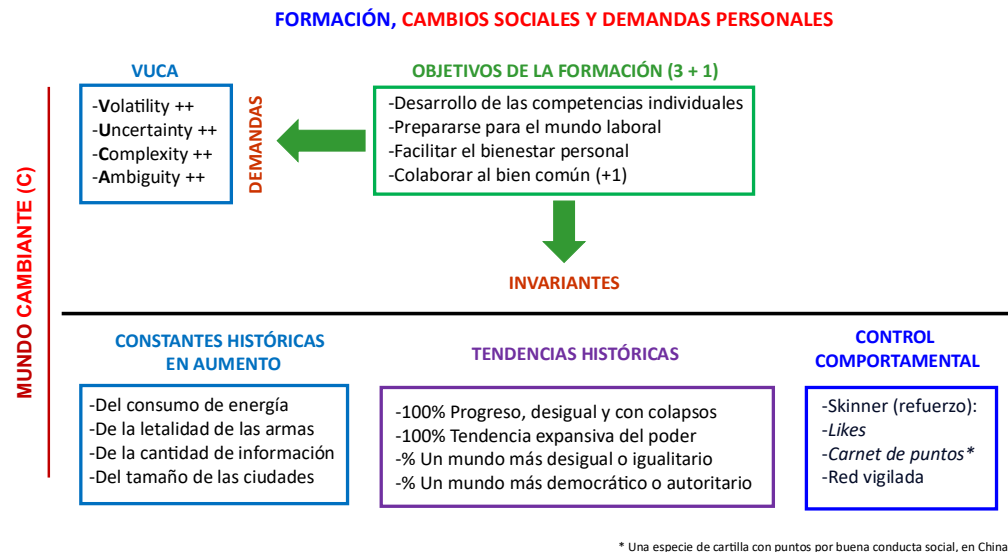 FORMACIÓN, CAMBIOS SOCIALES Y DEMANDAS PERSONALES
MUNDO CAMBIANTE (C)
VUCA
-Volatility ++
-Uncertainty ++
-Complexity ++
-Ambiguity ++
DEMANDAS
OBJETIVOS DE LA FORMACIÓN (3 + 1)
-Desarrollo de las competencias individuales
-Prepararse para el mundo laboral
-Facilitar el bienestar personal
-Colaborar al bien común (+1)
INVARIANTES
CONSTANTES HISTÓRICAS
EN AUMENTO
-Del consumo de energía
-De la letalidad de las armas
-De la cantidad de información
-Del tamaño de las ciudades
TENDENCIAS HISTÓRICAS
-100% Progreso, desigual y con colapsos
-100% Tendencia expansiva del poder
-% Un mundo más desigual o igualitario
-% Un mundo más democrático o autoritario
CONTROL
COMPORTAMENTAL
-Skinner (refuerzo):
-Likes
-Carnet de puntos*
-Red vigilada
* Una especie de cartilla con puntos por buena conducta social, en China